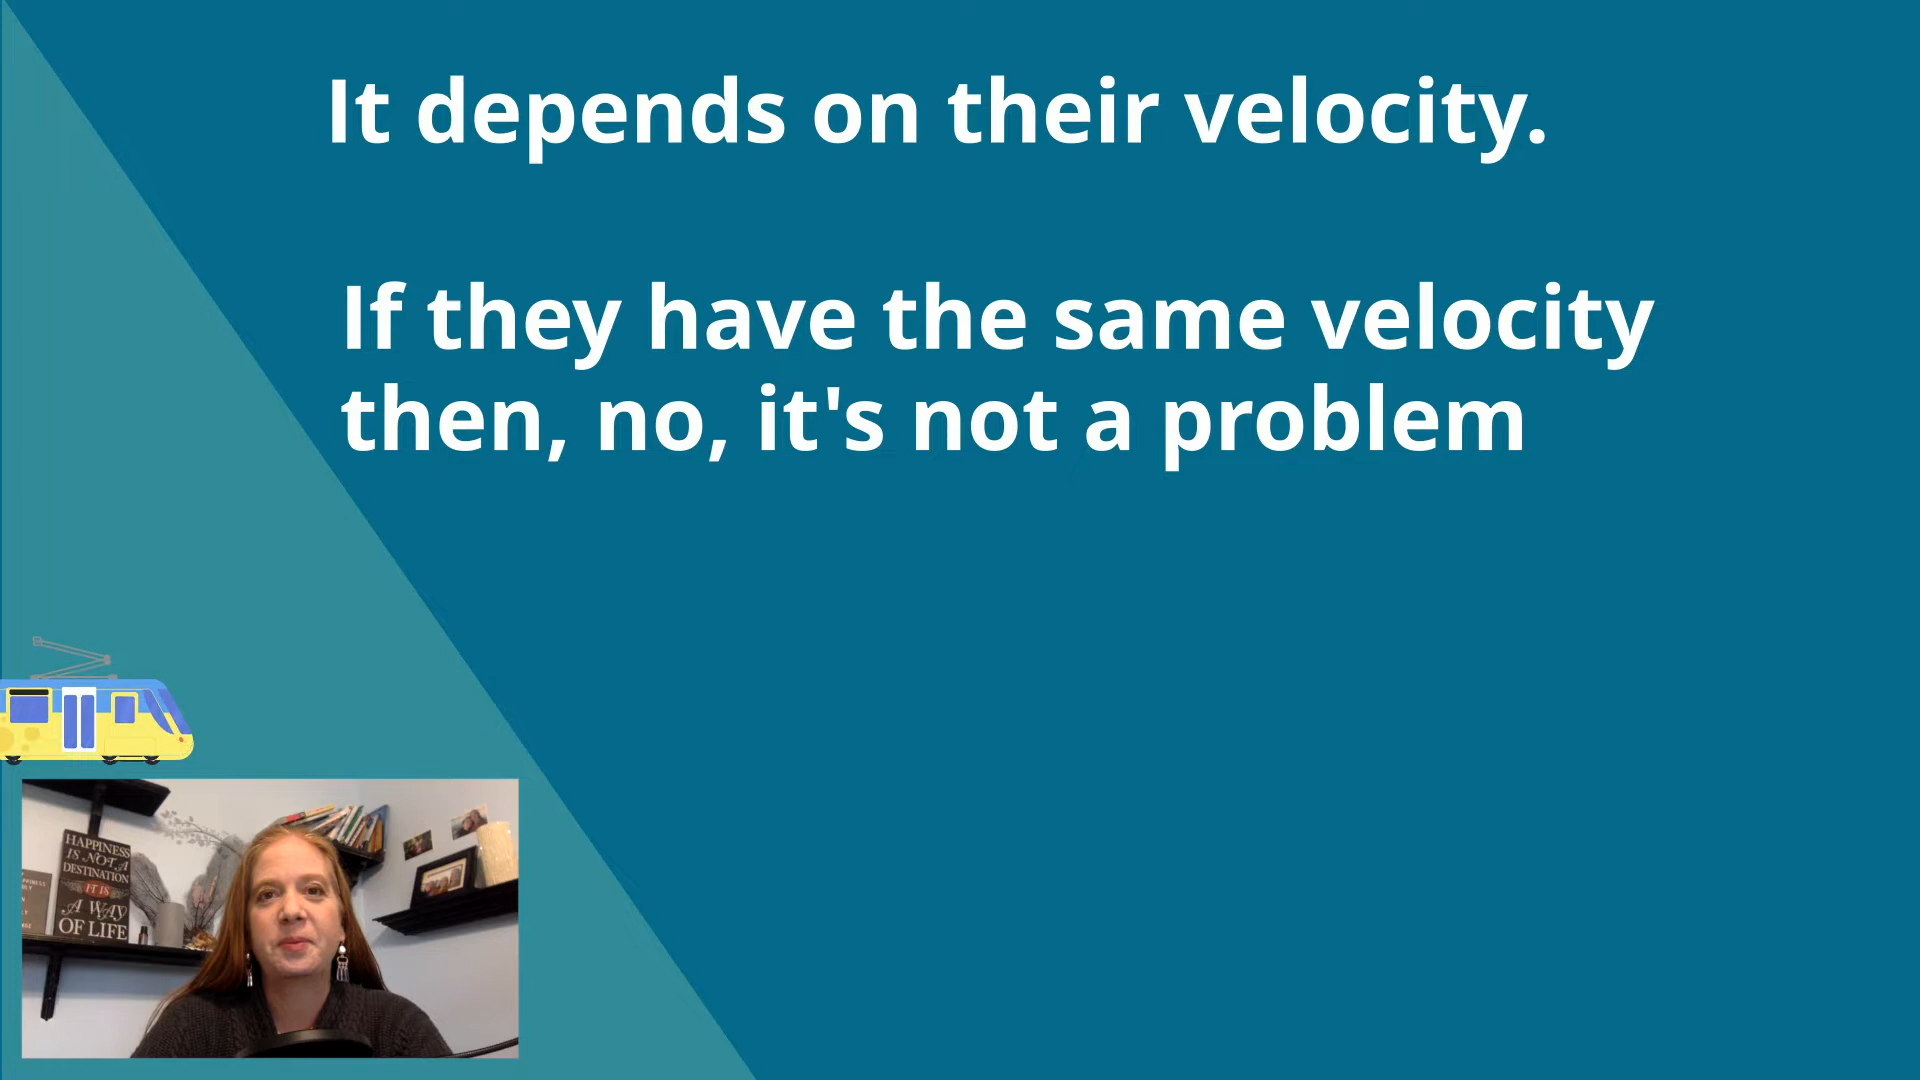 It depends on their velocity.
If they have the same velocity
then, no, it's not a problem
HAPPINESS
IS NOT A
DESTINATION
IT IS
A WAY
OF LIFE